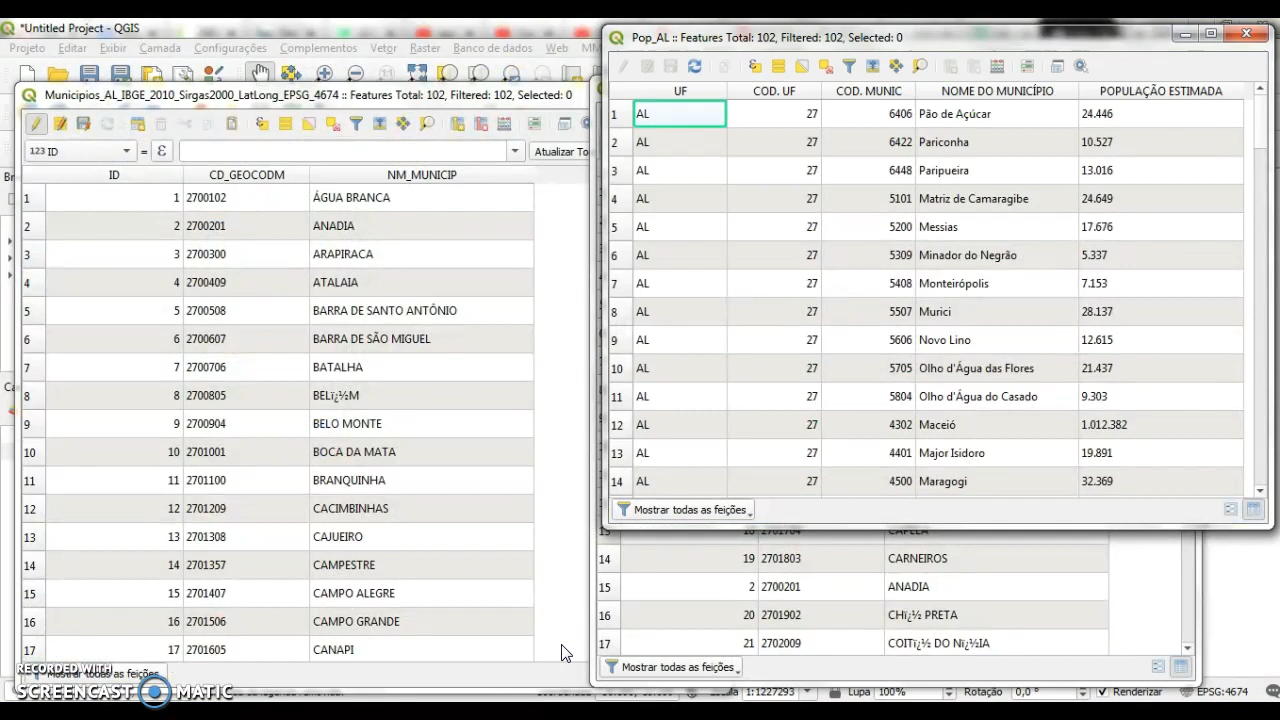 *Untitled Project - QGIS
Projeto Editar Exibir Camada Configurações Complementos Vetor Raster Banco de dados Web
Municipios_AL_IBGE_2010_Sirgas2000_LatLong_EPSG_4674 :: Features Total: 102, Filtered: 102, Selected: 0
123 ID = ε Atualizar To
ID CD_GEOCODM NM_MUNICIP
1 1 2700102 ÁGUA BRANCA
2 2 2700201 ANADIA
3 3 2700300 ARAPIRACA
4 4 2700409 ATALAIA
5 5 2700508 BARRA DE SANTO ANTÔNIO
6 6 2700607 BARRA DE SÃO MIGUEL
7 7 2700706 BATALHA
8 8 2700805 BELï¿½M
9 9 2700904 BELO MONTE
10 10 2701001 BOCA DA MATA
11 11 2701100 BRANQUINHA
12 12 2701209 CACIMBINHAS
13 13 2701308 CAJUEIRO
14 14 2701357 CAMPESTRE
15 15 2701407 CAMPO ALEGRE
16 16 2701506 CAMPO GRANDE
17 17 2701605 CANAPI
Mostrar todas as feições
RECORDED WITH
SCREENCAST MATIC
Pop_AL :: Features Total: 102, Filtered: 102, Selected: 0
UF COD. UF COD. MUNIC NOME DO MUNICÍPIO POPULAÇÃO ESTIMADA
1 AL 27 6406 Pão de Açúcar 24.446
2 AL 27 6422 Pariconha 10.527
3 AL 27 6448 Paripueira 13.016
4 AL 27 5101 Matriz de Camaragibe 24.649
5 AL 27 5200 Messias 17.676
6 AL 27 5309 Minador do Negrão 5.337
7 AL 27 5408 Monteirópolis 7.153
8 AL 27 5507 Murici 28.137
9 AL 27 5606 Novo Lino 12.615
10 AL 27 5705 Olho d'Água das Flores 21.437
11 AL 27 5804 Olho d'Água do Casado 9.303
12 AL 27 4302 Maceió 1.012.382
13 AL 27 4401 Major Isidoro 19.891
14 AL 27 4500 Maragogi 32.369
Mostrar todas as feições
13 18 2701704 CAPELA
14 19 2701803 CARNEIROS
15 2 2700201 ANADIA
16 20 2701902 CHï¿½ PRETA
17 21 2702009 COITï¿½ DO Nï¿½IA
Mostrar todas as feições
1:1227293 Lupa 100% Rotação 0,0 ° Renderizar EPSG:4674